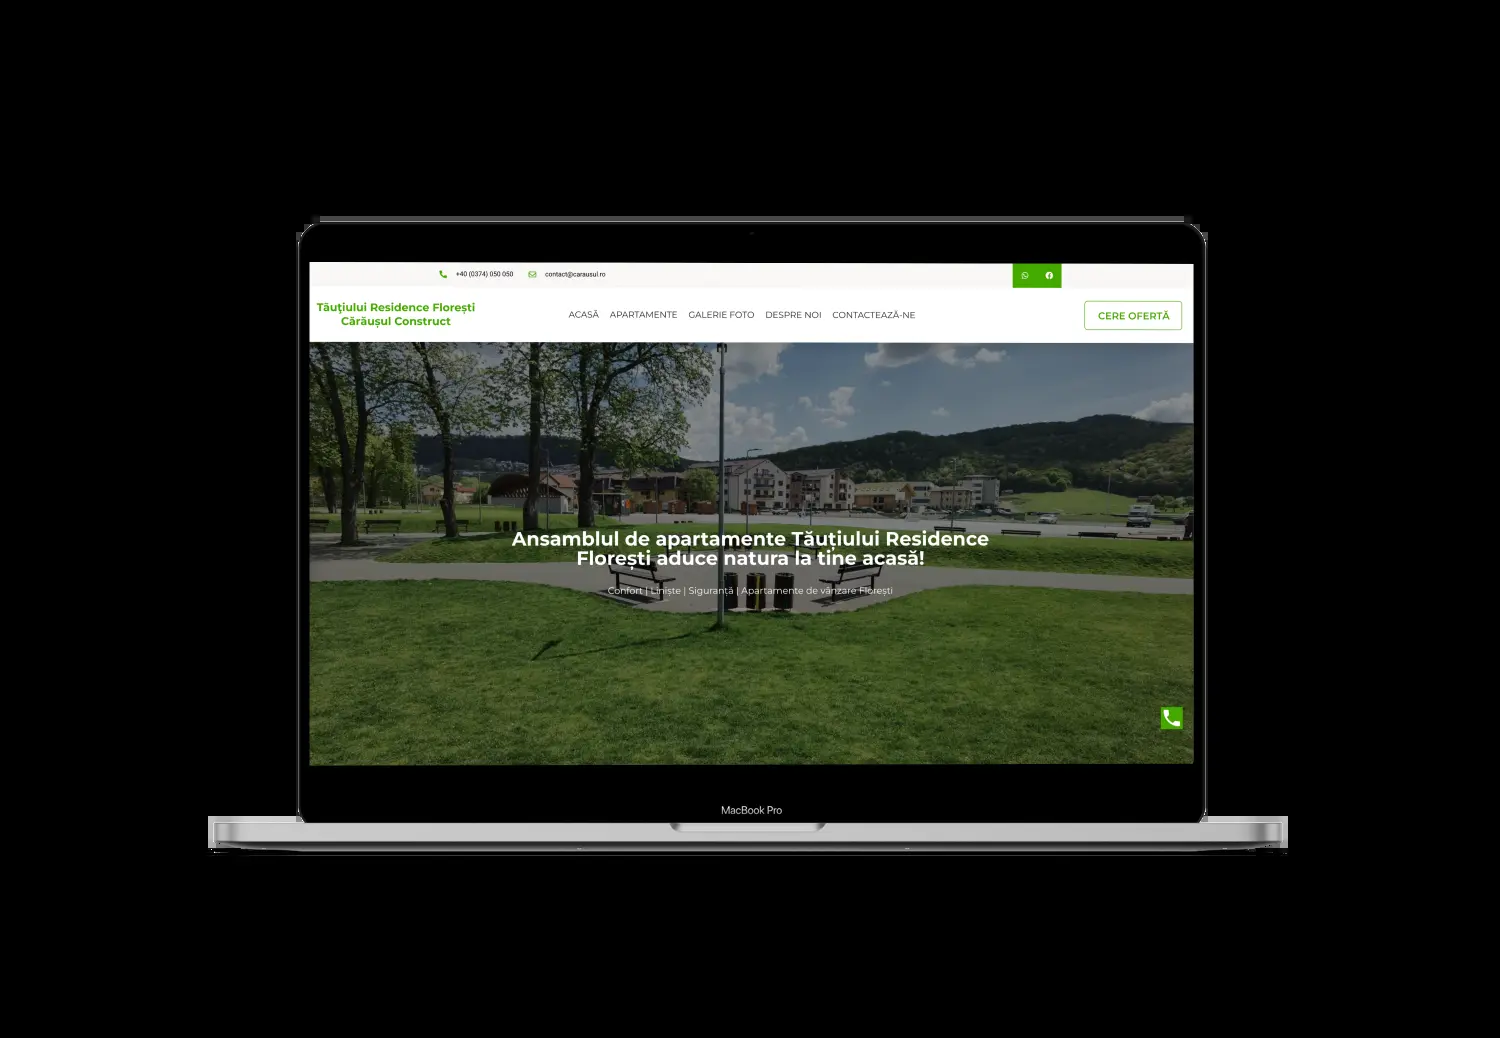 +40 (0374) 050 050 contact@carausul.ro
Tăuțiului Residence Florești
Cărăușul Construct
ACASĂ APARTAMENTE GALERIE FOTO DESPRE NOI CONTACTEAZĂ-NE
CERE OFERTĂ
Ansamblul de apartamente Tăuțiului Residence
Florești aduce natura la tine acasă!
Confort | Liniște | Siguranță | Apartamente de vânzare Florești
MacBook Pro